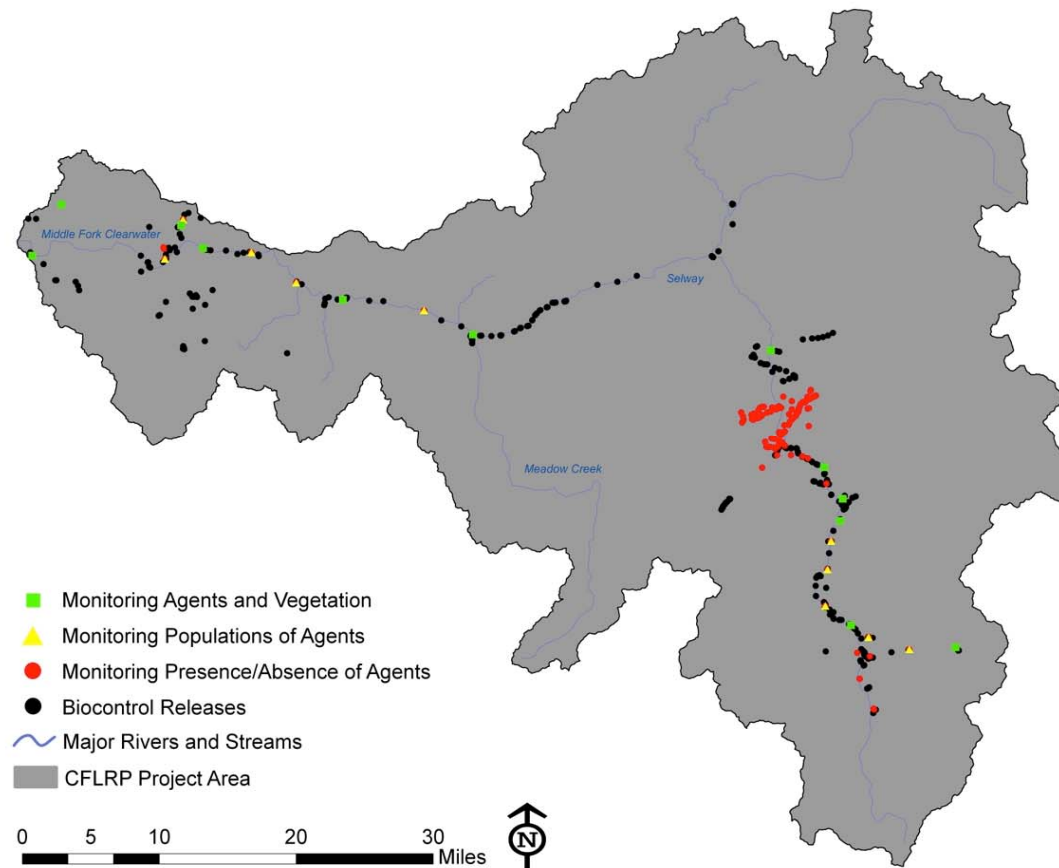 Middle Fork Clearwater
Selway
Meadow Creek
Monitoring Agents and Vegetation
Monitoring Populations of Agents
Monitoring Presence/Absence of Agents
Biocontrol Releases
Major Rivers and Streams
CFLRP Project Area
0 5 10 20 30
Miles
N